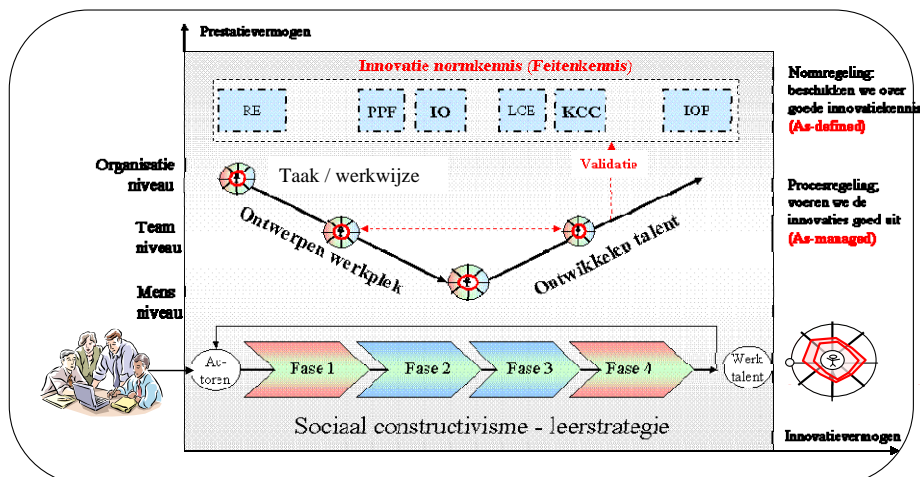 Prestatievermogen
Innovatie normkennis (Feitenkennis)
RE
PPF
IO
LCE
KCC
IOP
Normregeling:
beschikken we over
goede innovatiekennis
(As-defined)
Organisatie
niveau
Taak / werkwijze
Validatie
Procesregeling;
voeren we de
innovaties goed uit
(As-managed)
Team
niveau
Ontwerpen werkplek
Ontwikkelen talent
Mens
niveau
Ac-
toren
Fase 1
Fase 2
Fase 3
Fase 4
Werk
talent
Sociaal constructivisme - leerstrategie
Innovatievermogen